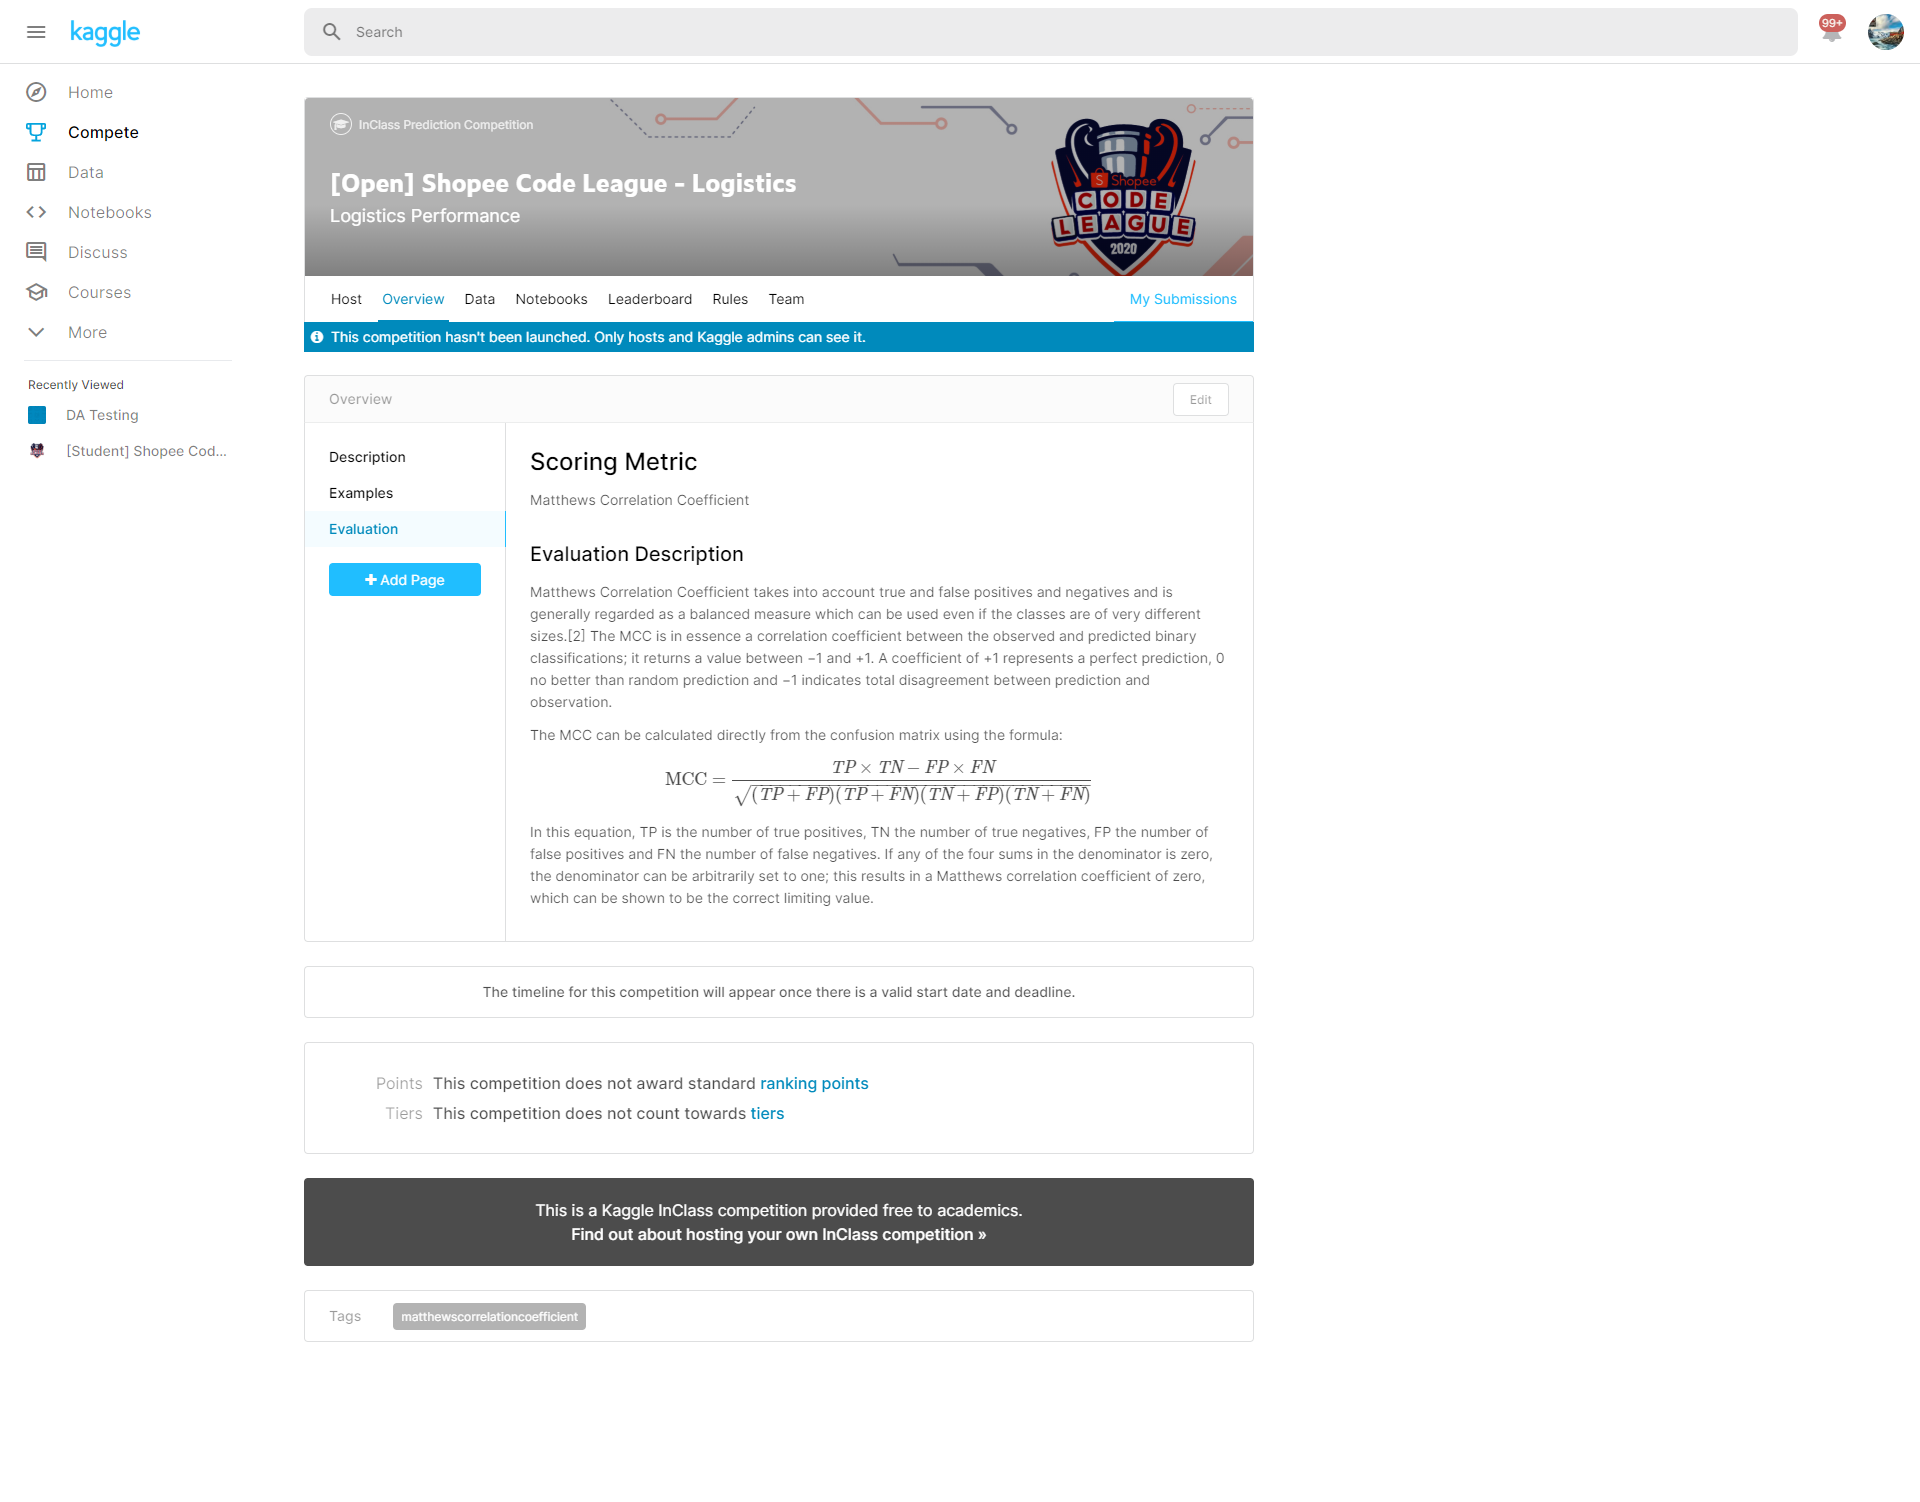 kaggle
Search
99+
Home
Compete
Data
Notebooks
Discuss
Courses
More
Recently Viewed
DA Testing
[Student] Shopee Cod...
InClass Prediction Competition
[Open] Shopee Code League - Logistics
Logistics Performance
S Shopee
CODE
LEAGUE
2020
Host Overview Data Notebooks Leaderboard Rules Team My Submissions
This competition hasn't been launched. Only hosts and Kaggle admins can see it.
Overview
Edit
Description
Examples
Evaluation
Add Page
Scoring Metric
Matthews Correlation Coefficient
Evaluation Description
Matthews Correlation Coefficient takes into account true and false positives and negatives and is
generally regarded as a balanced measure which can be used even if the classes are of very different
sizes.[2] The MCC is in essence a correlation coefficient between the observed and predicted binary
classifications; it returns a value between −1 and +1. A coefficient of +1 represents a perfect prediction, 0
no better than random prediction and −1 indicates total disagreement between prediction and
observation.
The MCC can be calculated directly from the confusion matrix using the formula:
TP × TN − FP × FN
MCC =
√(TP + FP)(TP + FN)(TN + FP)(TN + FN)
In this equation, TP is the number of true positives, TN the number of true negatives, FP the number of
false positives and FN the number of false negatives. If any of the four sums in the denominator is zero,
the denominator can be arbitrarily set to one; this results in a Matthews correlation coefficient of zero,
which can be shown to be the correct limiting value.
The timeline for this competition will appear once there is a valid start date and deadline.
Points This competition does not award standard ranking points
Tiers This competition does not count towards tiers
This is a Kaggle InClass competition provided free to academics.
Find out about hosting your own InClass competition »
Tags matthewscorrelationcoefficient